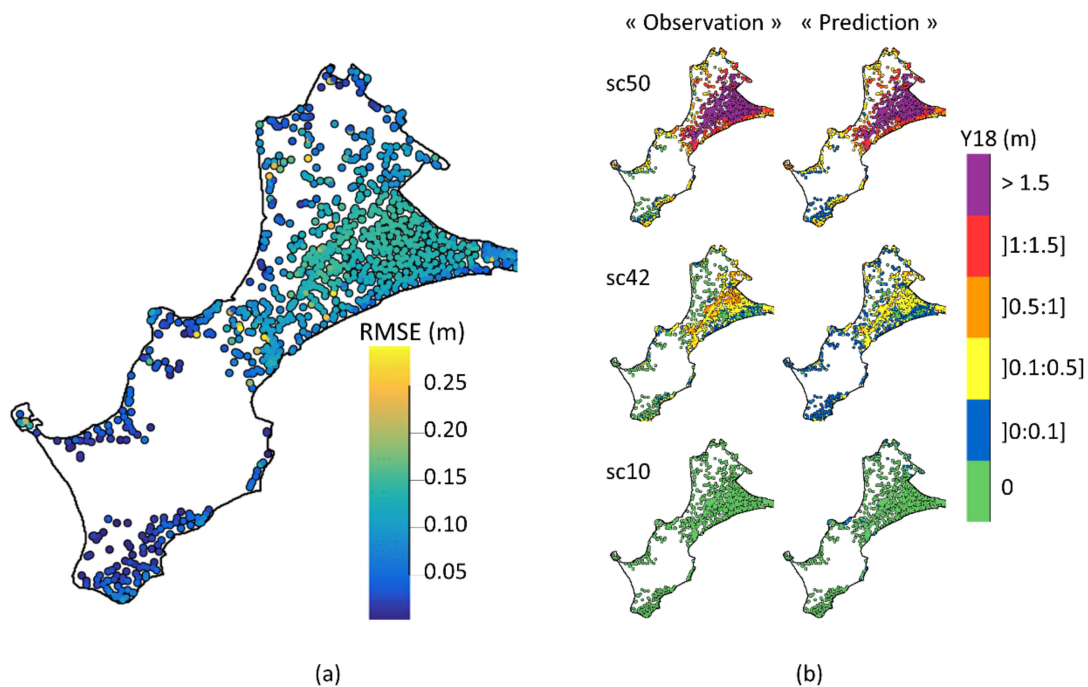 « Observation » « Prediction »
sc50
Y18 (m)
> 1.5
]1:1.5]
sc42
]0.5:1]
]0.1:0.5]
]0:0.1]
sc10
0
RMSE (m)
0.25
0.20
0.15
0.10
0.05
(a) (b)